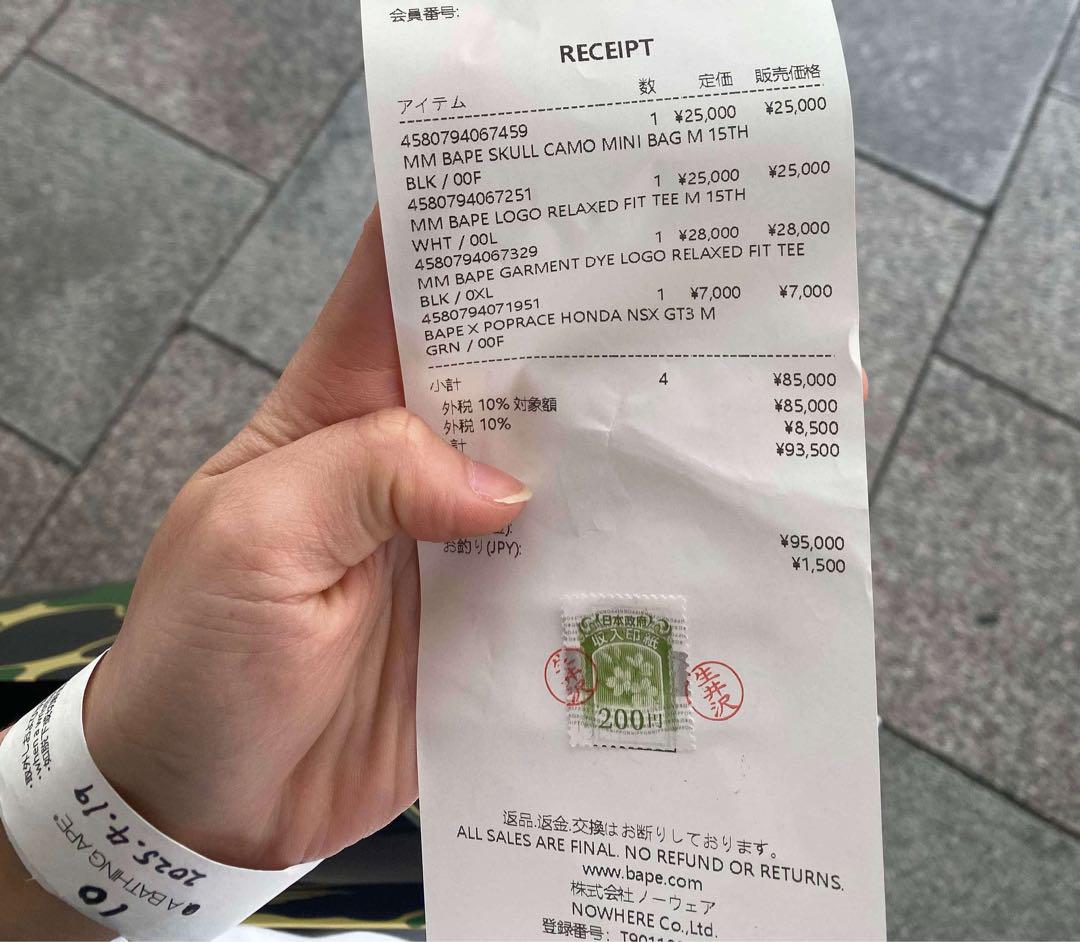 会員番号:
RECEIPT
アイテム 数 定価 販売価格
4580794067459 1 ¥25,000 ¥25,000
MM BAPE SKULL CAMO MINI BAG M 15TH
BLK / 00F
4580794067251 1 ¥25,000 ¥25,000
MM BAPE LOGO RELAXED FIT TEE M 15TH
WHT / 00L
4580794067329 1 ¥28,000 ¥28,000
MM BAPE GARMENT DYE LOGO RELAXED FIT TEE
BLK / 0XL
4580794071951 1 ¥7,000 ¥7,000
BAPE X POPRACE HONDA NSX GT3 M
GRN / 00F
小計 4 ¥85,000
外税 10% 対象額 ¥85,000
外税 10% ¥8,500
計 ¥93,500
¥95,000
お釣り(JPY): ¥1,500
日本政府
収入印紙
200円
生井沢
生井沢
返品.返金.交換はお断りしております。
ALL SALES ARE FINAL. NO REFUND OR RETURNS.
www.bape.com
株式会社ノーウェア
NOWHERE Co.,Ltd.
登録番号:
A BATHING APE
2025.4.19
10